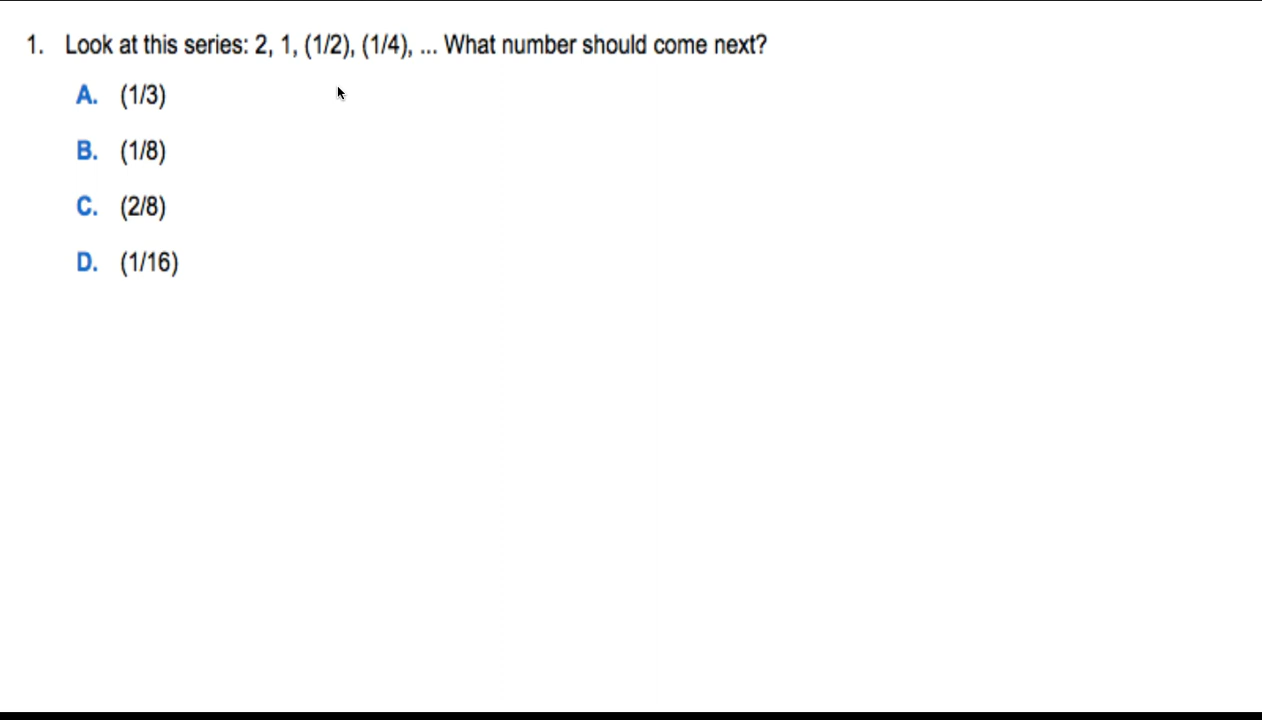 1. Look at this series: 2, 1, (1/2), (1/4), ... What number should come next?
A. (1/3)
B. (1/8)
C. (2/8)
D. (1/16)